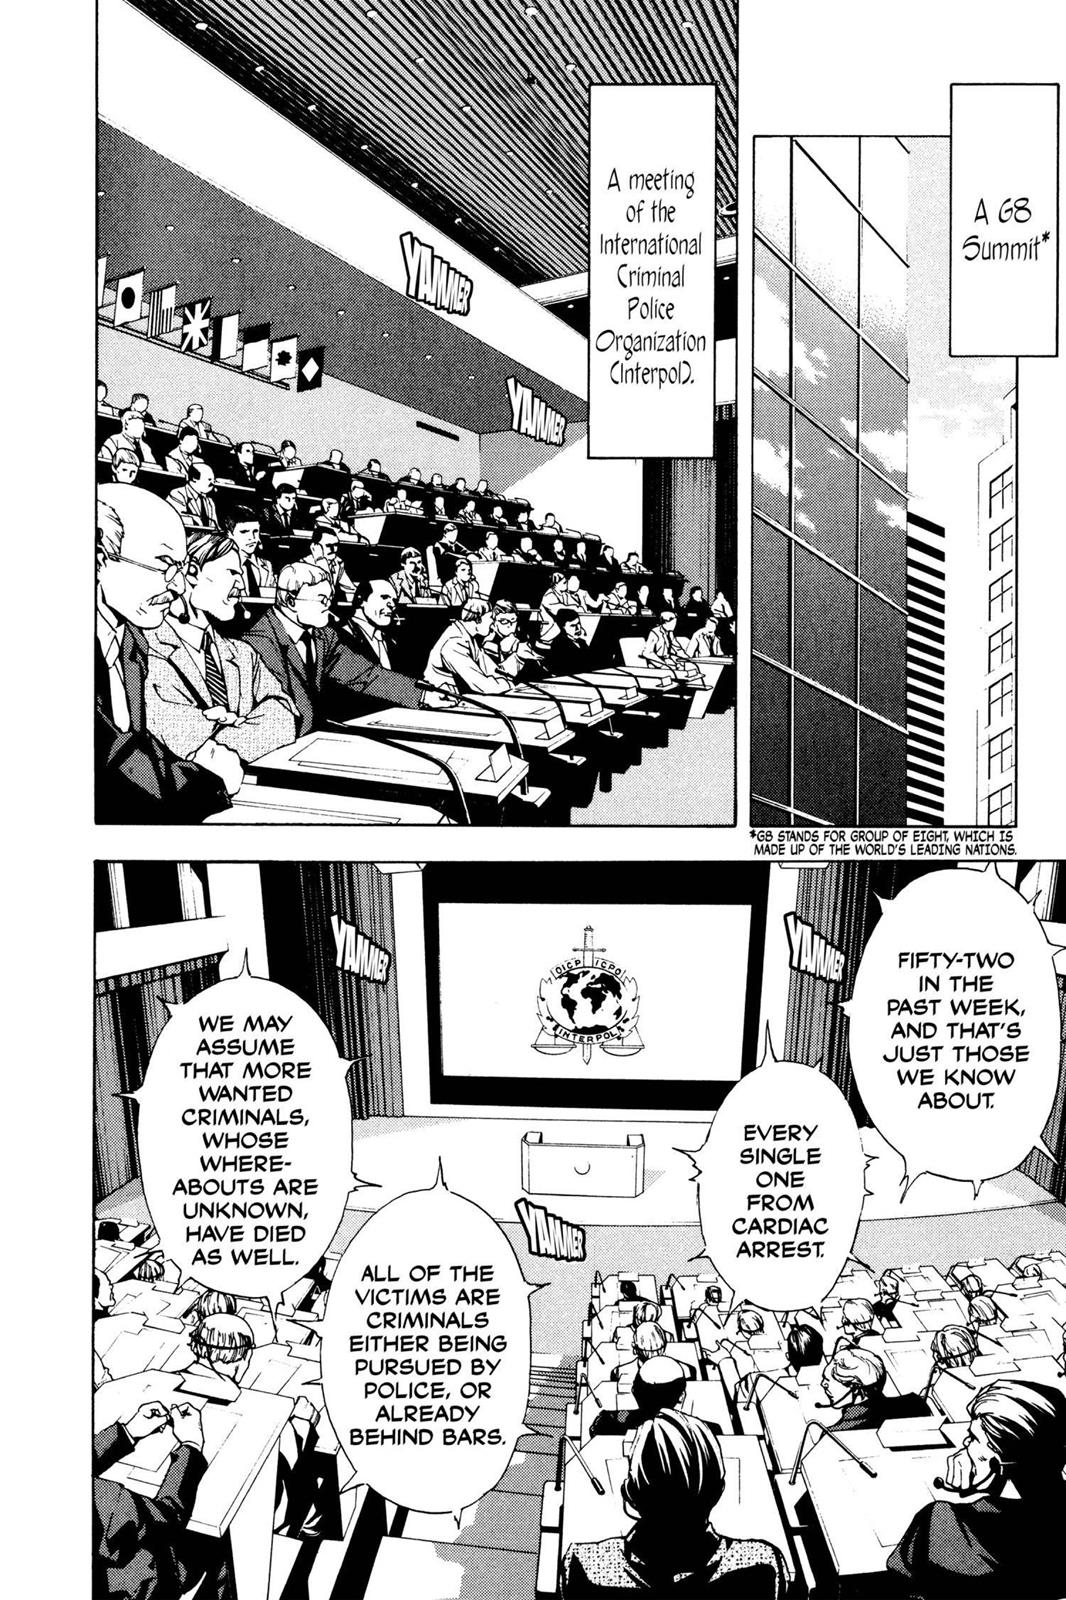 A G8
Summit*
A meeting
of the
International
Criminal
Police
Organization
(Interpol).
YAMMER
YAMMER
*G8 STANDS FOR GROUP OF EIGHT, WHICH IS
MADE UP OF THE WORLD'S LEADING NATIONS.
FIFTY-TWO
IN THE
PAST WEEK,
AND THAT'S
JUST THOSE
WE KNOW
ABOUT.
YAMMER
EVERY
SINGLE
ONE
FROM
CARDIAC
ARREST.
OICP ICPO
INTERPOL
YAMMER
YAMMER
ALL OF THE
VICTIMS ARE
CRIMINALS
EITHER BEING
PURSUED BY
POLICE, OR
ALREADY
BEHIND BARS.
WE MAY
ASSUME
THAT MORE
WANTED
CRIMINALS,
WHOSE
WHERE-
ABOUTS ARE
UNKNOWN,
HAVE DIED
AS WELL.